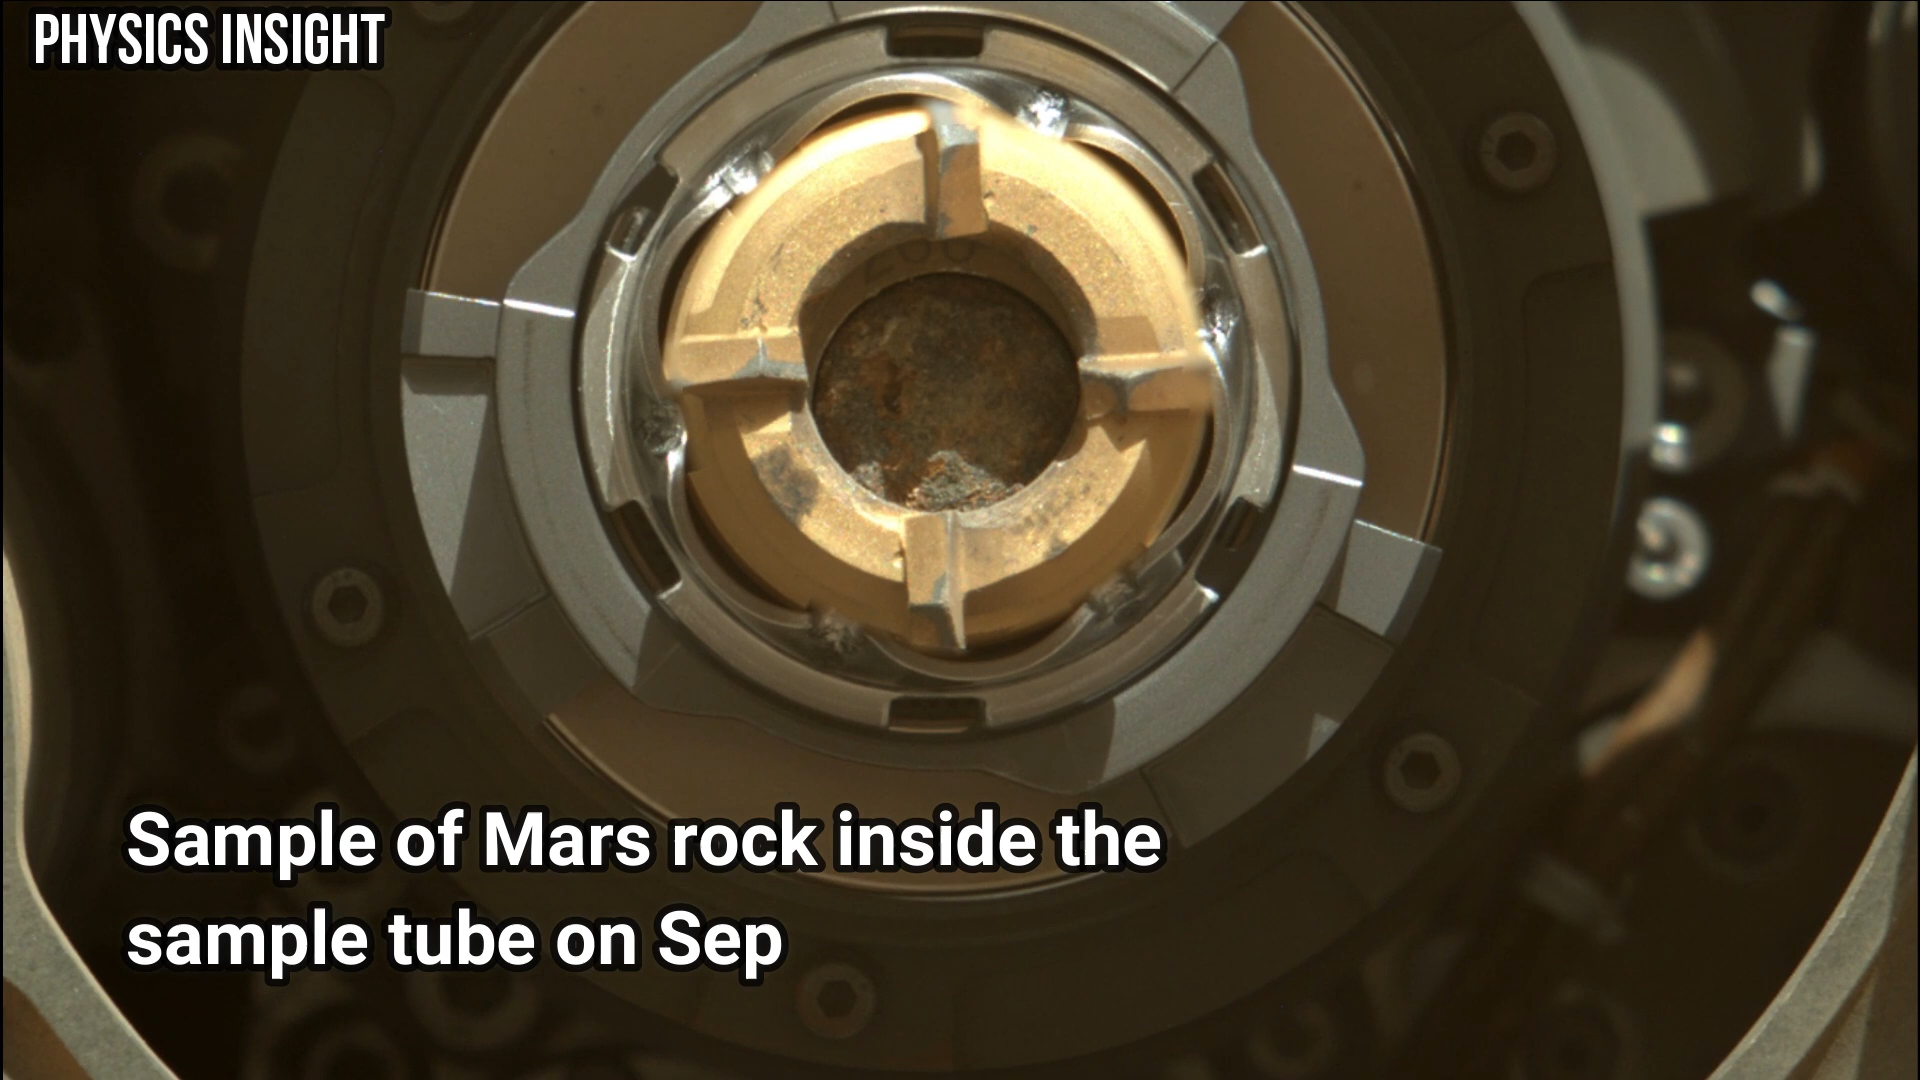 PHYSICS INSIGHT
Sample of Mars rock inside the
sample tube on Sep